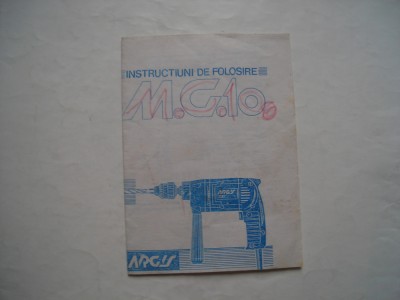 INSTRUCTIUNI DE FOLOSIRE
M.G.10
ARGUS